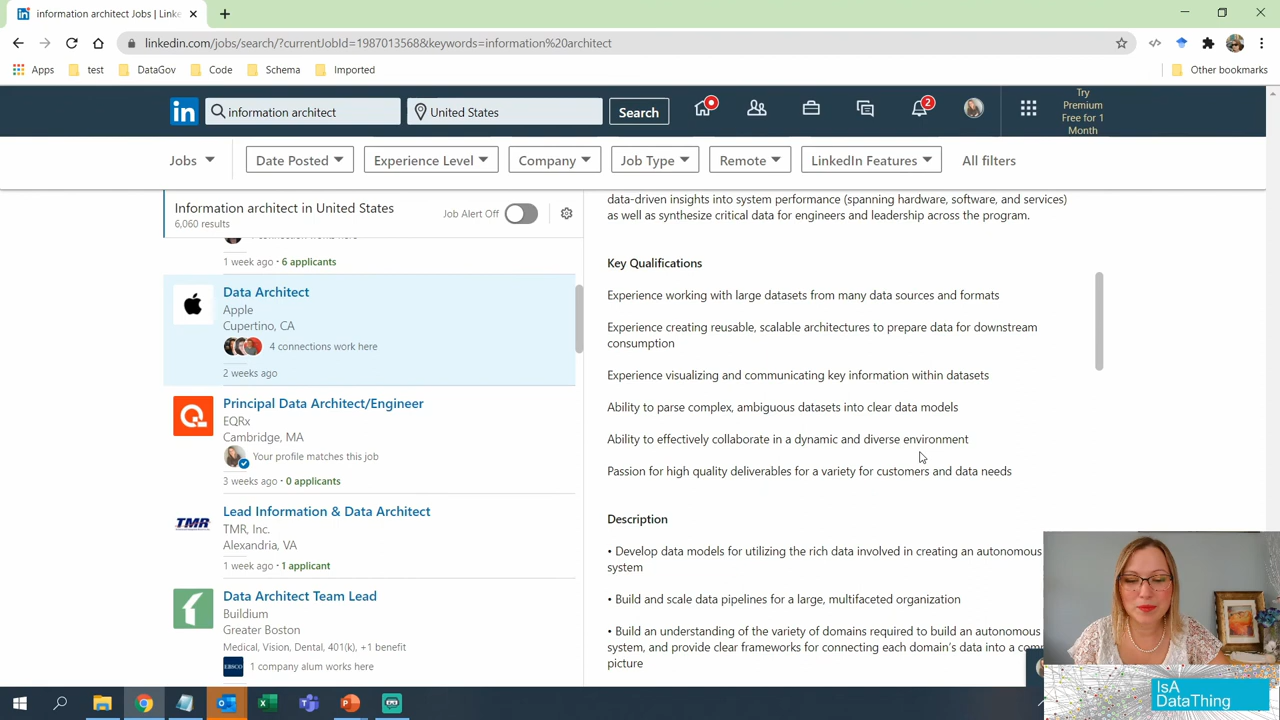 information architect Jobs | Linke
linkedin.com/jobs/search/?currentJobId=1987013568&keywords=information%20architect
Apps
test
DataGov
Code
Schema
Imported
Other bookmarks
in
information architect
United States
Search
2
Try
Premium
Free for 1
Month
Jobs
Date Posted
Experience Level
Company
Job Type
Remote
LinkedIn Features
All filters
Information architect in United States
6,060 results
Job Alert Off
1 week ago · 6 applicants
Data Architect
Apple
Cupertino, CA
4 connections work here
2 weeks ago
Principal Data Architect/Engineer
EQRx
Cambridge, MA
Your profile matches this job
3 weeks ago · 0 applicants
TMR
Lead Information & Data Architect
TMR, Inc.
Alexandria, VA
1 week ago · 1 applicant
Data Architect Team Lead
Buildium
Greater Boston
Medical, Vision, Dental, 401(k), +1 benefit
EBSCO
1 company alum works here
data-driven insights into system performance (spanning hardware, software, and services)
as well as synthesize critical data for engineers and leadership across the program.
Key Qualifications
Experience working with large datasets from many data sources and formats
Experience creating reusable, scalable architectures to prepare data for downstream
consumption
Experience visualizing and communicating key information within datasets
Ability to parse complex, ambiguous datasets into clear data models
Ability to effectively collaborate in a dynamic and diverse environment
Passion for high quality deliverables for a variety for customers and data needs
Description
• Develop data models for utilizing the rich data involved in creating an autonomous
system
• Build and scale data pipelines for a large, multifaceted organization
• Build an understanding of the variety of domains required to build an autonomous
system, and provide clear frameworks for connecting each domain's data into a
picture
IsA
DataThing